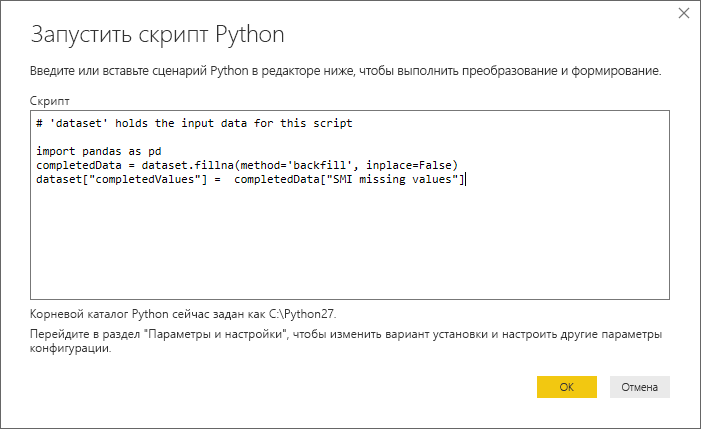 Запустить скрипт Python
Введите или вставьте сценарий Python в редакторе ниже, чтобы выполнить преобразование и формирование.
Скрипт
# 'dataset' holds the input data for this script
import pandas as pd
completedData = dataset.fillna(method='backfill', inplace=False)
dataset["completedValues"] =  completedData["SMI missing values"]
Корневой каталог Python сейчас задан как C:\Python27.
Перейдите в раздел "Параметры и настройки", чтобы изменить вариант установки и настроить другие параметры
конфигурации.
ОК
Отмена